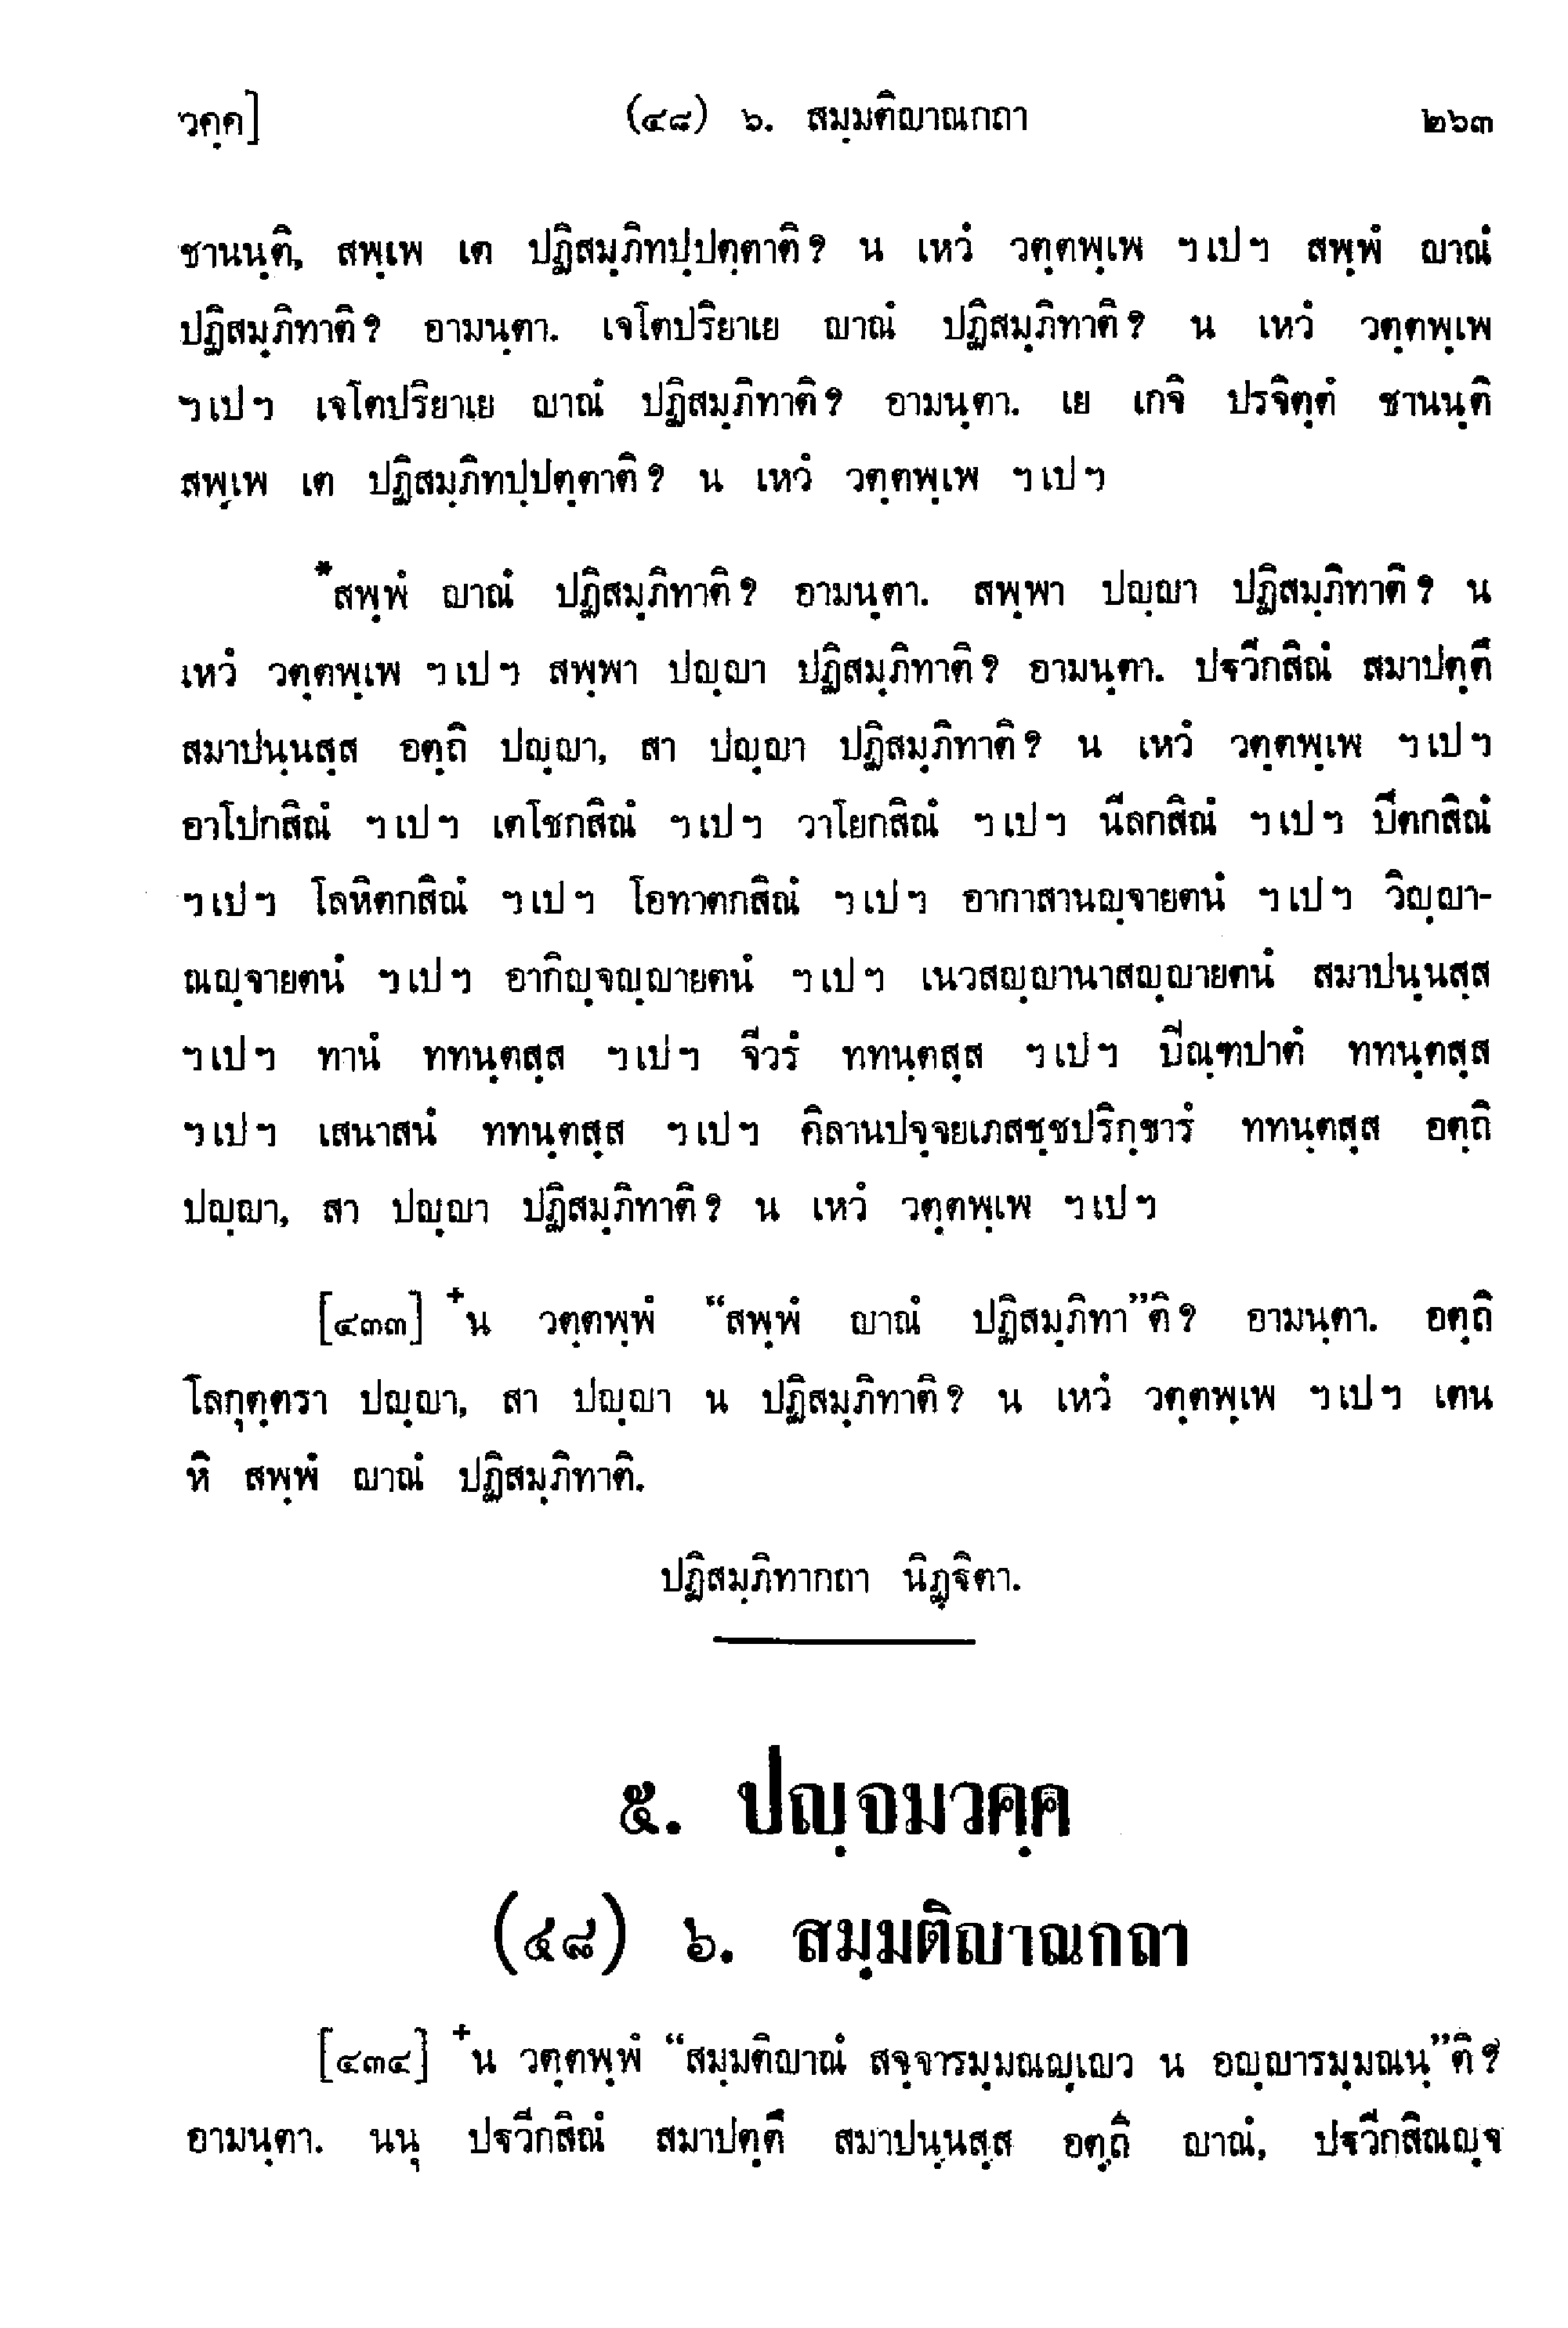 วคฺค]	(๔๘) ๖. สมฺมติญาณกถา	๒๖๓
ชานนฺติ, สพฺเพ เต ปฏิสมฺภิทปฺปตฺตาติ? น เหวํ วตฺตพฺเพ ฯเปฯ สพฺพํ ญาณํ
ปฏิสมฺภิทาติ? อามนฺตา. เจโตปริยาเย ญาณํ ปฏิสมฺภิทาติ? น เหวํ วตฺตพฺเพ
ฯเปฯ เจโตปริยาเย ญาณํ ปฏิสมฺภิทาติ? อามนฺตา. เย เกจิ ปรจิตฺตํ ชานนฺติ
สพฺเพ เต ปฏิสมฺภิทปฺปตฺตาติ? น เหวํ วตฺตพฺเพ ฯเปฯ
*สพฺพํ ญาณํ ปฏิสมฺภิทาติ? อามนฺตา. สพฺพา ปญฺญา ปฏิสมฺภิทาติ? น
เหวํ วตฺตพฺเพ ฯเปฯ สพฺพา ปญฺญา ปฏิสมฺภิทาติ? อามนฺตา. ปฐวีกสิณํ สมาปตฺตึ
สมาปนฺนสฺส อตฺถิ ปญฺญา, สา ปญฺญา ปฏิสมฺภิทาติ? น เหวํ วตฺตพฺเพ ฯเปฯ
อาโปกสิณํ ฯเปฯ เตโชกสิณํ ฯเปฯ วาโยกสิณํ ฯเปฯ นีลกสิณํ ฯเปฯ ปีตกสิณํ
ฯเปฯ โลหิตกสิณํ ฯเปฯ โอทาตกสิณํ ฯเปฯ อากาสานญฺจายตนํ ฯเปฯ วิญฺญา-
ณญฺจายตนํ ฯเปฯ อากิญฺจญฺญายตนํ ฯเปฯ เนวสญฺญานาสญฺญายตนํ สมาปนฺนสฺส
ฯเปฯ ทานํ ททนฺตสฺส ฯเปฯ จีวรํ ททนฺตสฺส ฯเปฯ ปิณฺฑปาตํ ททนฺตสฺส
ฯเปฯ เสนาสนํ ททนฺตสฺส ฯเปฯ คิลานปจฺจยเภสชฺชปริกฺขารํ ททนฺตสฺส อตฺถิ
ปญฺญา, สา ปญฺญา ปฏิสมฺภิทาติ? น เหวํ วตฺตพฺเพ ฯเปฯ
[๔๓๓] +น วตฺตพฺพํ “สพฺพํ ญาณํ ปฏิสมฺภิทา”ติ? อามนฺตา. อตฺถิ
โลกุตฺตรา ปญฺญา, สา ปญฺญา น ปฏิสมฺภิทาติ? น เหวํ วตฺตพฺเพ ฯเปฯ เตน
หิ สพฺพํ ญาณํ ปฏิสมฺภิทาติ.
ปฏิสมฺภิทากถา นิฏฺฐิตา.
๕. ปญฺจมวคฺค
(๔๘) ๖. สมฺมติญาณกถา
[๔๓๔] +น วตฺตพฺพํ “สมฺมติญาณํ สจฺจารมฺมณญฺเญว น อญฺญารมฺมณนฺ”ติ?
อามนฺตา. นนุ ปฐวีกสิณํ สมาปตฺตึ สมาปนฺนสฺส อตฺถิ ญาณํ, ปฐวีกสิณญฺจ